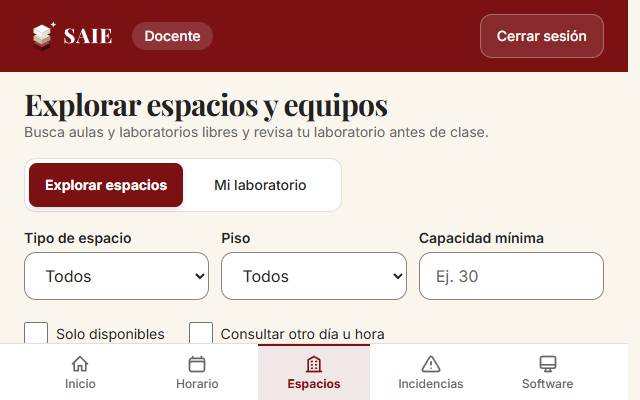 SAIE
Docente
Cerrar sesión
Explorar espacios y equipos
Busca aulas y laboratorios libres y revisa tu laboratorio antes de clase.
Explorar espacios
Mi laboratorio
Tipo de espacio
Piso
Capacidad mínima
Todos
Todos
Ej. 30
Solo disponibles
Consultar otro día u hora
Inicio
Horario
Espacios
Incidencias
Software